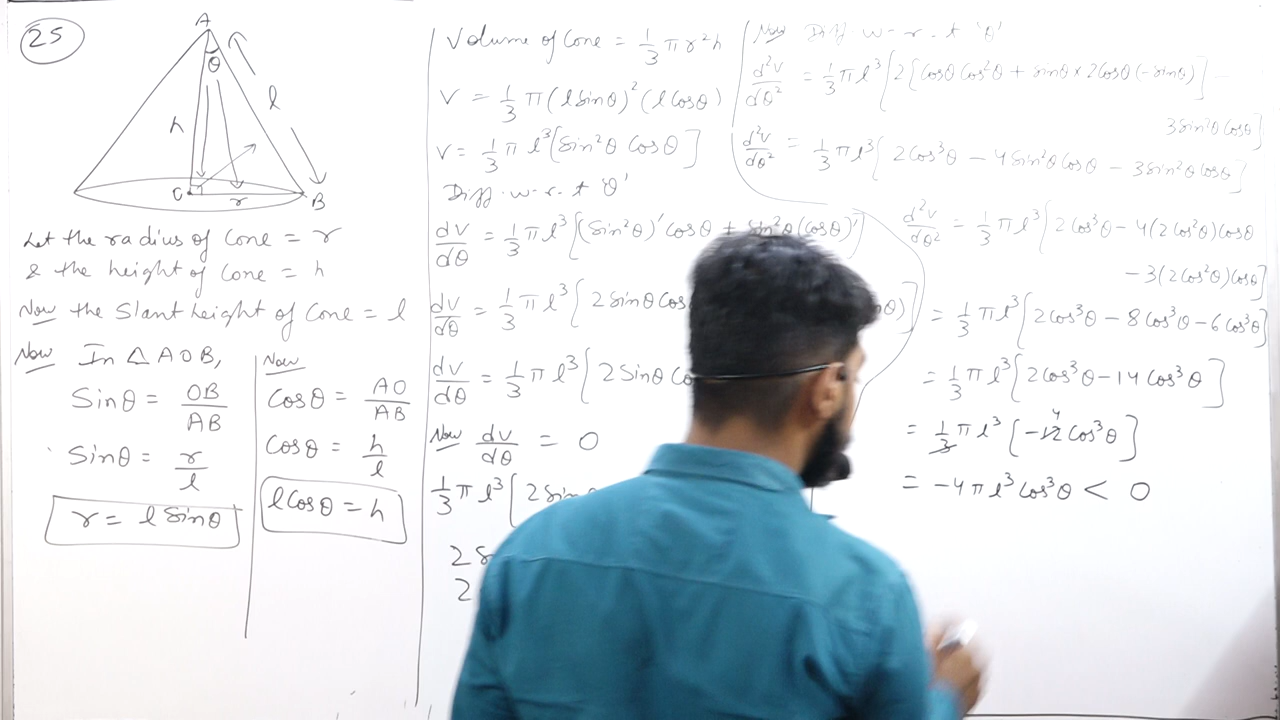 25
A
θ
l
h
C
r
B
Let the radius of Cone = r
& the height of Cone = h
Now the Slant height of Cone = l
Now In △ AOB,
Sinθ = OB/AB
Sinθ = r/l
r = l Sinθ
Now
Cosθ = AO/AB
Cosθ = h/l
l Cosθ = h
Volume of Cone = 1/3 π r² h
V = 1/3 π (l Sinθ)² (l Cosθ)
V = 1/3 π l³ [Sin²θ Cosθ]
Diff. w.r.t 'θ'
dv/dθ = 1/3 π l³ [(Sin²θ)' Cosθ + Sin²θ (Cosθ)']
dv/dθ = 1/3 π l³ [2 Sinθ Cos θ)]
dv/dθ = 1/3 π l³ [2 Sinθ Co
Now dv/dθ = 0
1/3 π l³ [2 Sin
2 S
2
Now Diff. w.r.t 'θ'
d²v/dθ² = 1/3 π l³ [2{Cosθ Cos²θ + Sinθ × 2Cosθ (-Sinθ)} -
3Sin²θ Cosθ]
d²v/dθ² = 1/3 π l³ [2Cos³θ - 4Sin²θ Cosθ - 3Sin²θ Cosθ]
d²v/dθ² = 1/3 π l³ [2Cos³θ - 4(2Cos²θ)Cosθ
- 3(2Cos²θ)Cosθ]
= 1/3 π l³ [2Cos³θ - 8Cos³θ - 6Cos³θ]
= 1/3 π l³ [2Cos³θ - 14Cos³θ]
= 1/3 π l³ [-12 4 Cos³θ]
= -4 π l³ Cos³θ < 0